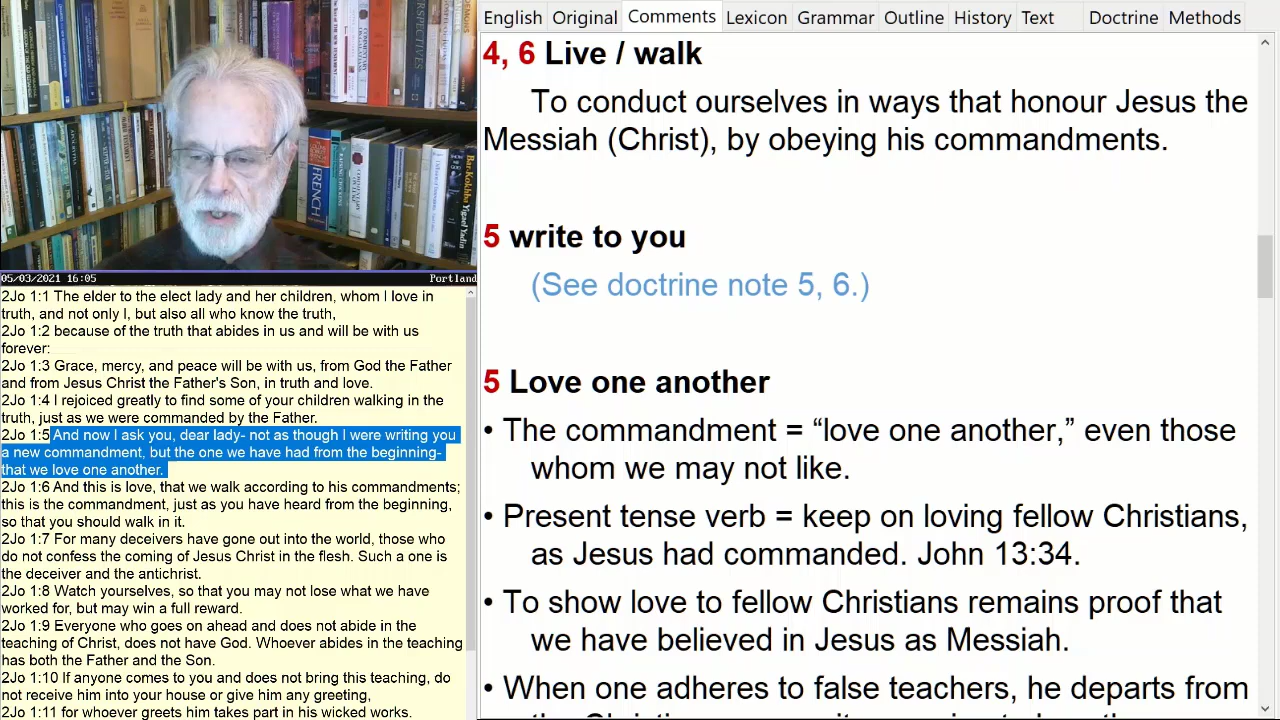 English Original Comments Lexicon Grammar Outline History Text Doctrine Methods
PERSPECTIVES
FRENCH
Bar-Kokhba Yigael Yadin
05/03/2021 16:05 Portland
2Jo 1:1 The elder to the elect lady and her children, whom I love in
truth, and not only I, but also all who know the truth,
2Jo 1:2 because of the truth that abides in us and will be with us
forever:
2Jo 1:3 Grace, mercy, and peace will be with us, from God the Father
and from Jesus Christ the Father's Son, in truth and love.
2Jo 1:4 I rejoiced greatly to find some of your children walking in the
truth, just as we were commanded by the Father.
2Jo 1:5 And now I ask you, dear lady- not as though I were writing you
a new commandment, but the one we have had from the beginning-
that we love one another.
2Jo 1:6 And this is love, that we walk according to his commandments;
this is the commandment, just as you have heard from the beginning,
so that you should walk in it.
2Jo 1:7 For many deceivers have gone out into the world, those who
do not confess the coming of Jesus Christ in the flesh. Such a one is
the deceiver and the antichrist.
2Jo 1:8 Watch yourselves, so that you may not lose what we have
worked for, but may win a full reward.
2Jo 1:9 Everyone who goes on ahead and does not abide in the
teaching of Christ, does not have God. Whoever abides in the teaching
has both the Father and the Son.
2Jo 1:10 If anyone comes to you and does not bring this teaching, do
not receive him into your house or give him any greeting,
2Jo 1:11 for whoever greets him takes part in his wicked works.
4, 6 Live / walk
To conduct ourselves in ways that honour Jesus the
Messiah (Christ), by obeying his commandments.
5 write to you
(See doctrine note 5, 6.)
5 Love one another
• The commandment = “love one another,” even those
whom we may not like.
• Present tense verb = keep on loving fellow Christians,
as Jesus had commanded. John 13:34.
• To show love to fellow Christians remains proof that
we have believed in Jesus as Messiah.
• When one adheres to false teachers, he departs from